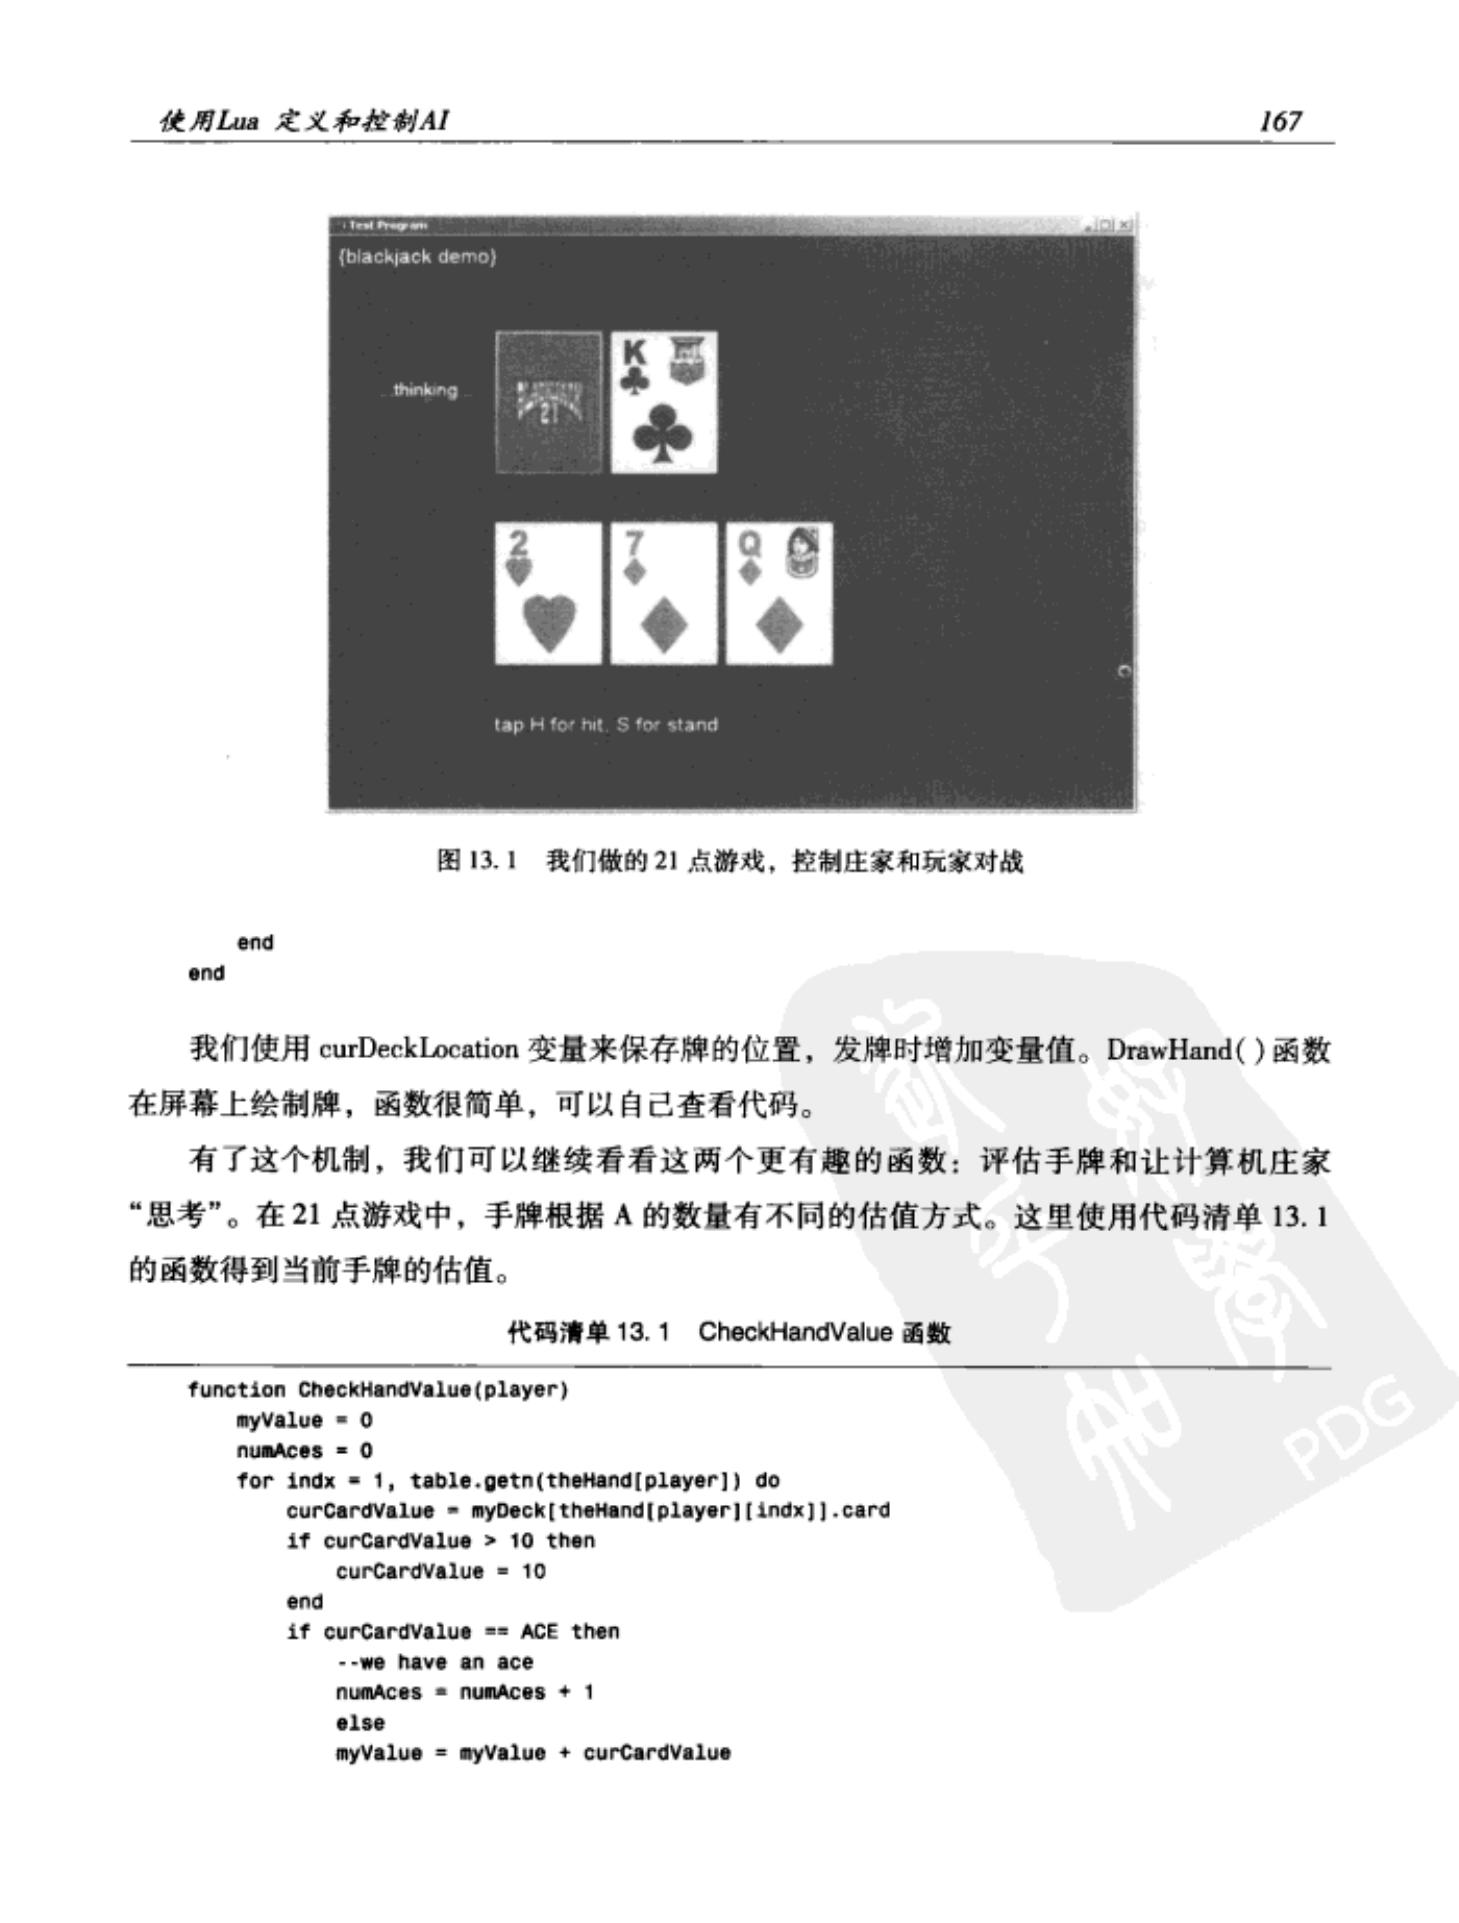 使用Lua 定义和控制AI 167
Test Program
{blackjack demo}
K
...thinking...
21
2 7 Q
tap H for hit, S for stand
图 13.1 我们做的 21 点游戏，控制庄家和玩家对战
end
end
我们使用 curDeckLocation 变量来保存牌的位置，发牌时增加变量值。DrawHand( )函数
在屏幕上绘制牌，函数很简单，可以自己查看代码。
有了这个机制，我们可以继续看看这两个更有趣的函数：评估手牌和让计算机庄家
“思考”。在 21 点游戏中，手牌根据 A 的数量有不同的估值方式。这里使用代码清单 13.1
的函数得到当前手牌的估值。
代码清单 13.1 CheckHandValue 函数
function CheckHandValue(player)
myValue = 0
numAces = 0
for indx = 1, table.getn(theHand[player]) do
curCardValue = myDeck[theHand[player][indx]].card
if curCardValue > 10 then
curCardValue = 10
end
if curCardValue == ACE then
--we have an ace
numAces = numAces + 1
else
myValue = myValue + curCardValue
PDG